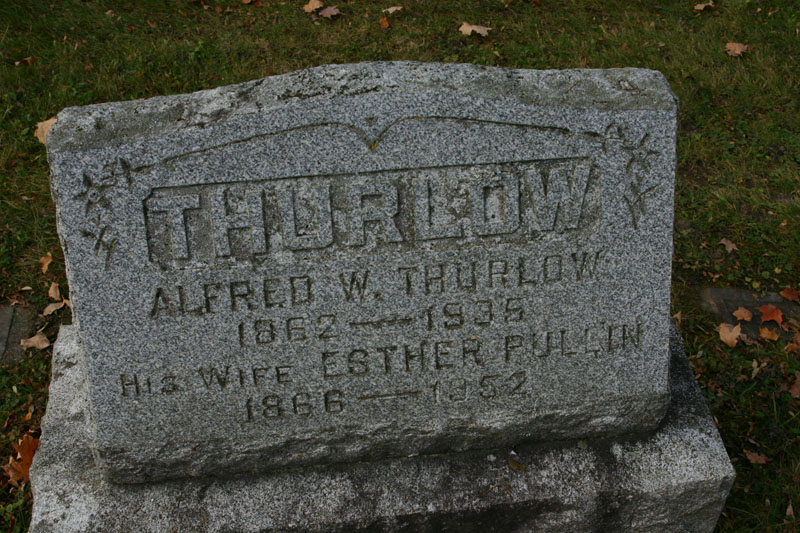 THURLOW
ALFRED W. THURLOW
1862 — 1935
HIS WIFE ESTHER PULLIN
1866 — 1952